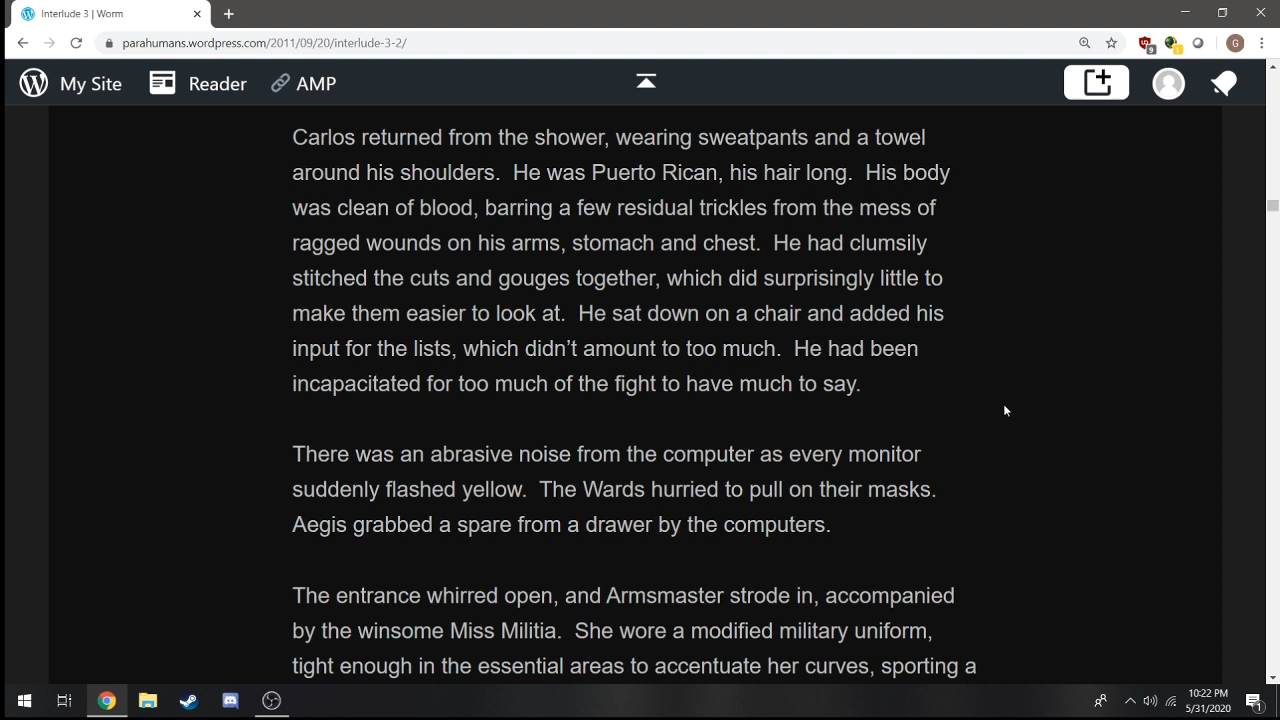 Interlude 3 | Worm
parahumans.wordpress.com/2011/09/20/interlude-3-2/
9
G
My Site
Reader
AMP
Carlos returned from the shower, wearing sweatpants and a towel
around his shoulders.  He was Puerto Rican, his hair long.  His body
was clean of blood, barring a few residual trickles from the mess of
ragged wounds on his arms, stomach and chest.  He had clumsily
stitched the cuts and gouges together, which did surprisingly little to
make them easier to look at.  He sat down on a chair and added his
input for the lists, which didn’t amount to too much.  He had been
incapacitated for too much of the fight to have much to say.
There was an abrasive noise from the computer as every monitor
suddenly flashed yellow.  The Wards hurried to pull on their masks.
Aegis grabbed a spare from a drawer by the computers.
The entrance whirred open, and Armsmaster strode in, accompanied
by the winsome Miss Militia.  She wore a modified military uniform,
tight enough in the essential areas to accentuate her curves, sporting a
10:22 PM
5/31/2020
1